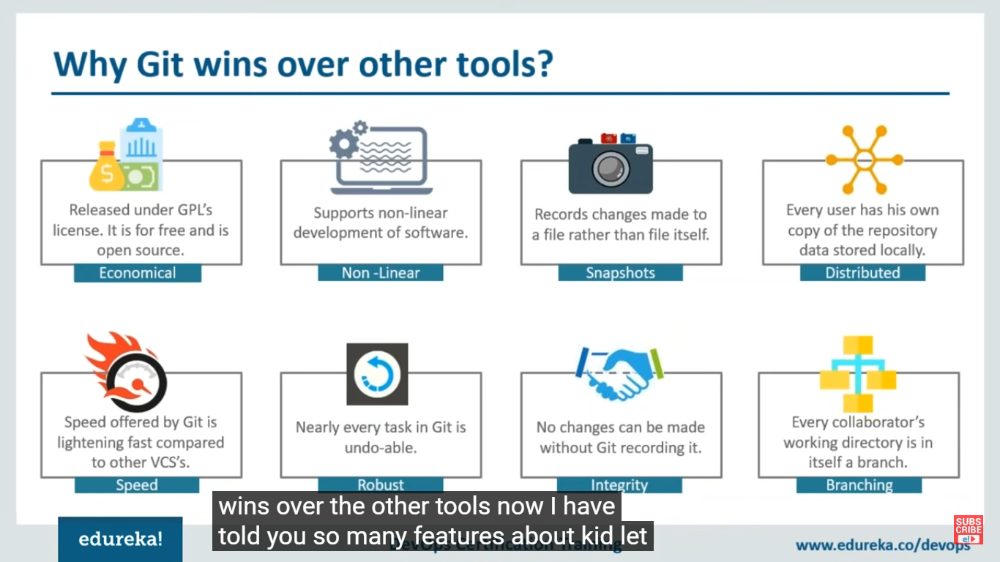 Why Git wins over other tools?
Released under GPL’s
license. It is for free and is
open source.
Economical
Supports non-linear
development of software.
Non -Linear
Records changes made to
a file rather than file itself.
Snapshots
Every user has his own
copy of the repository
data stored locally.
Distributed
Speed offered by Git is
lightening fast compared
to other VCS’s.
Speed
Nearly every task in Git is
undo-able.
Robust
No changes can be made
without Git recording it.
Integrity
Every collaborator’s
working directory is in
itself a branch.
Branching
wins over the other tools now I have
told you so many features about kid let
edureka!
DevOps Certification Training
www.edureka.co/devops
SUBS
CRIBE
e!